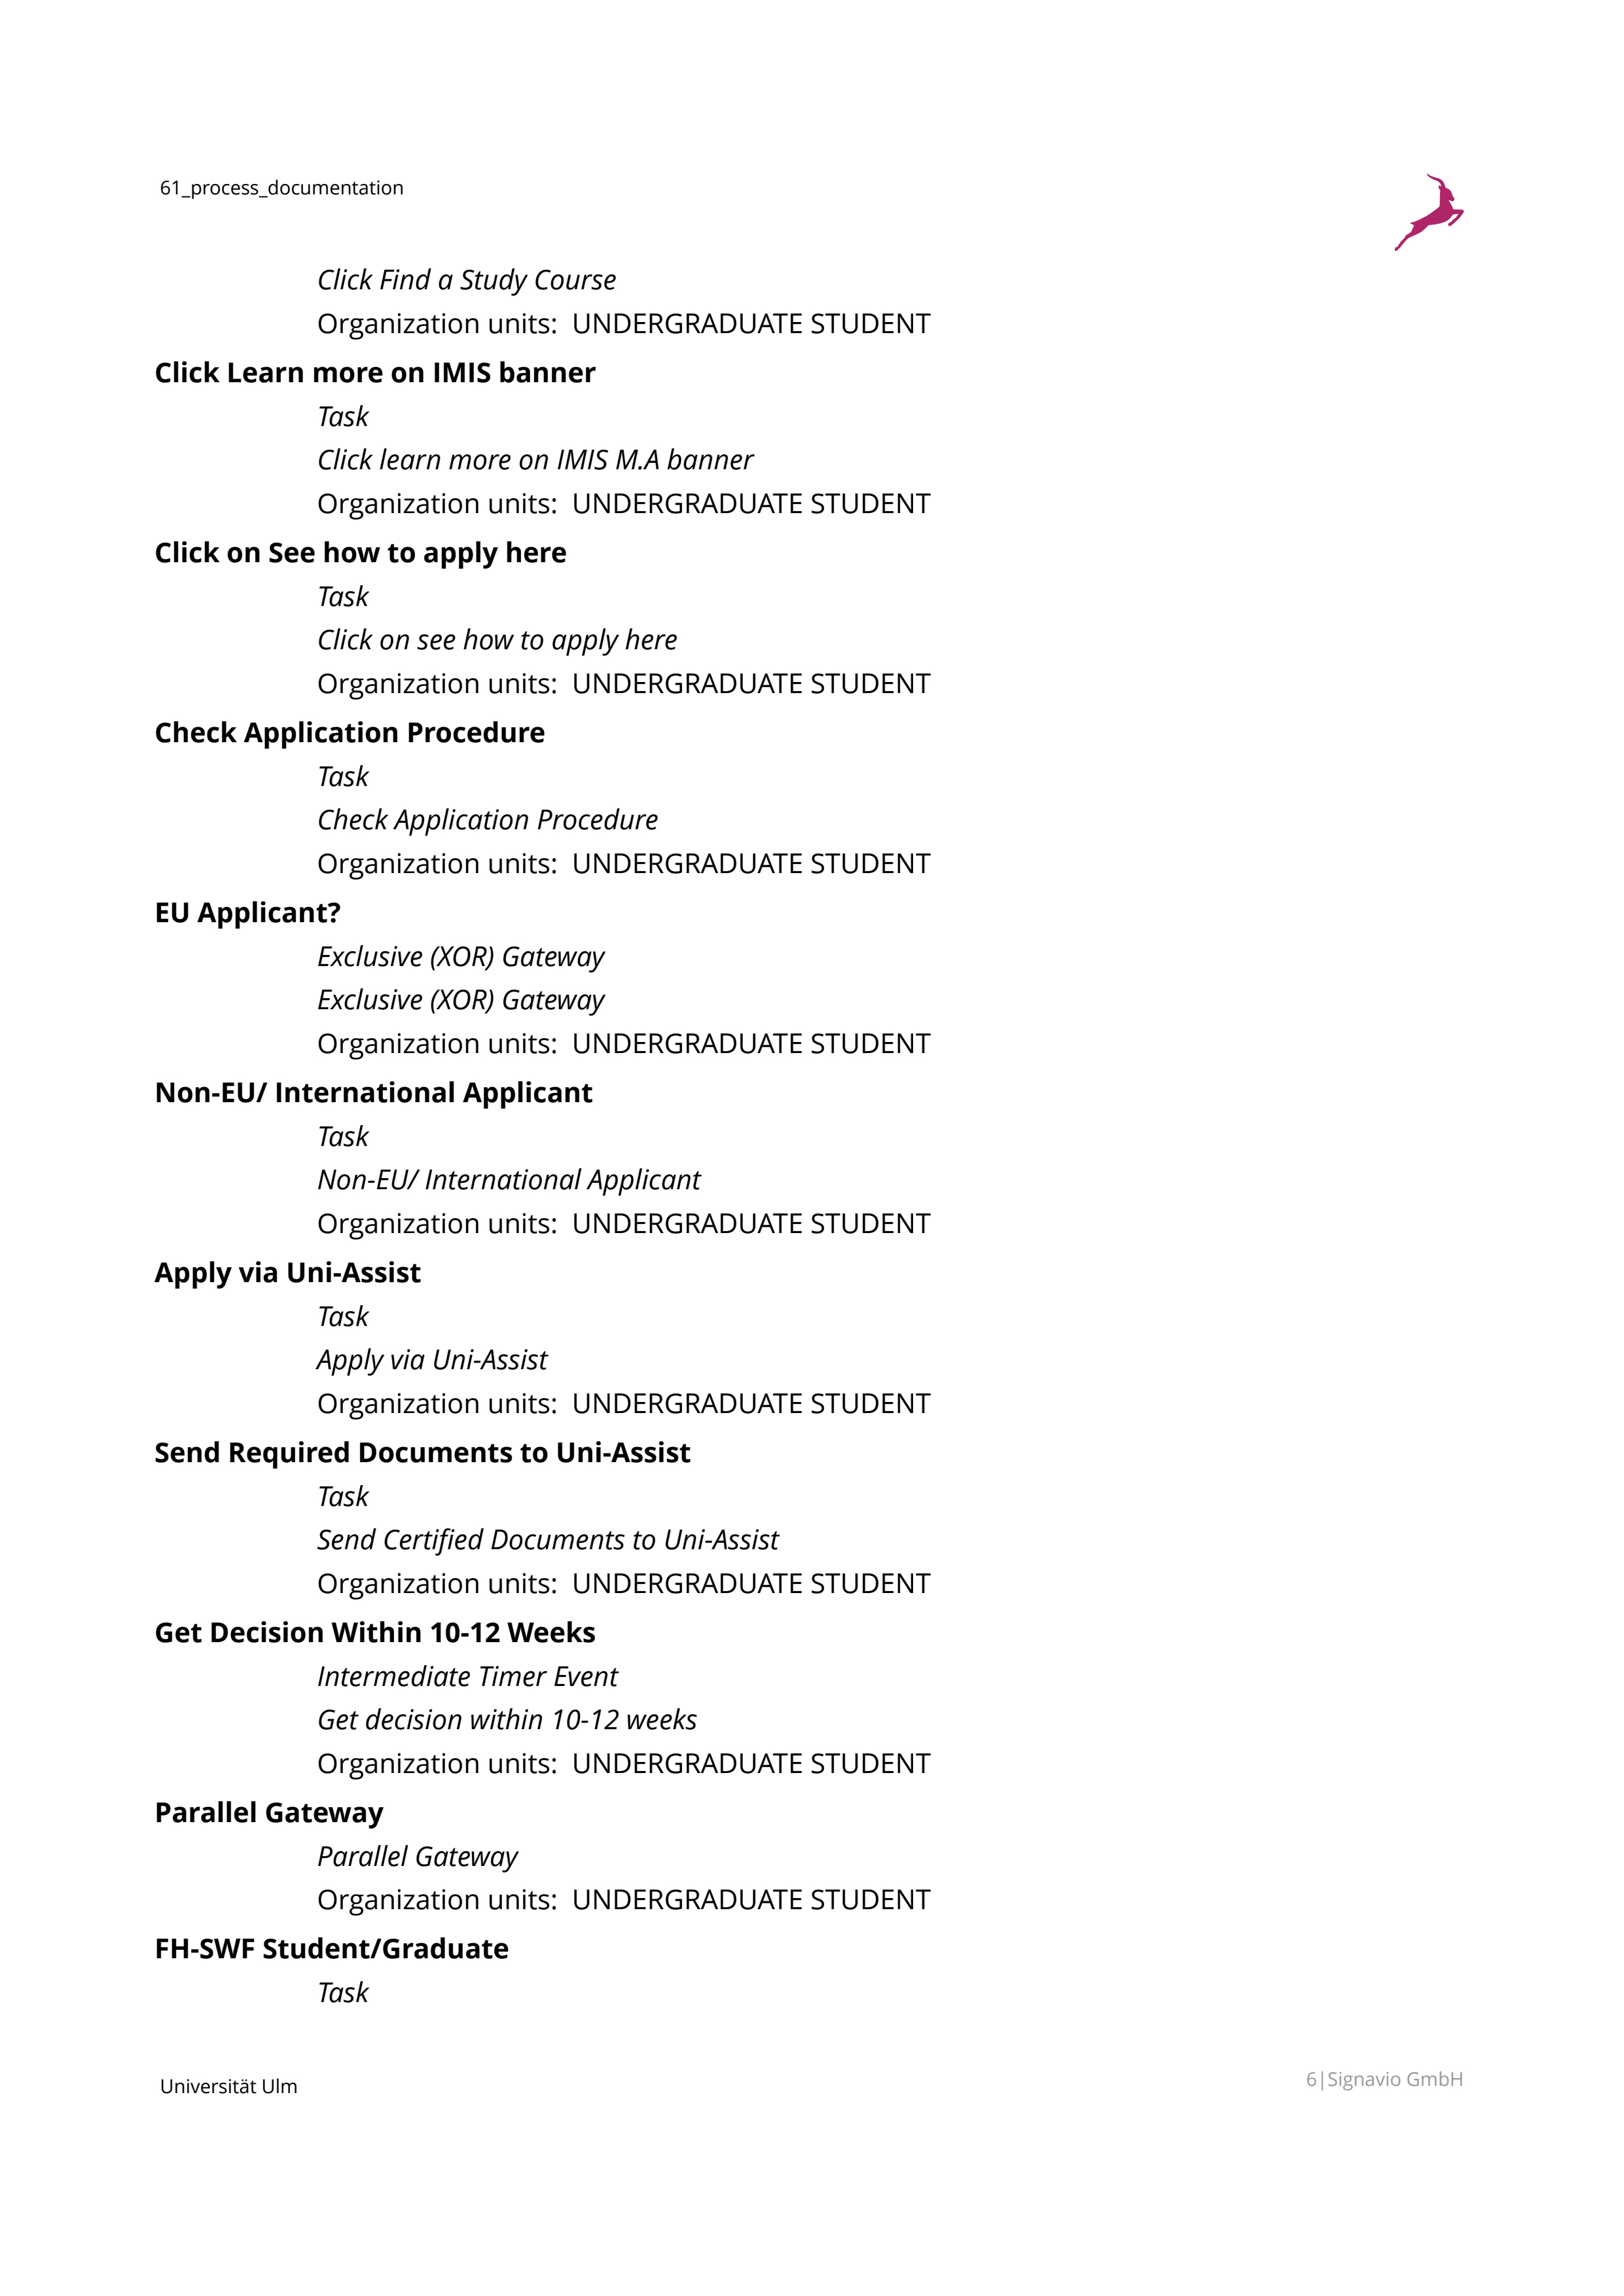 61_process_documentation
Click Find a Study Course
Organization units: UNDERGRADUATE STUDENT
Click Learn more on IMIS banner
Task
Click learn more on IMIS M.A banner
Organization units: UNDERGRADUATE STUDENT
Click on See how to apply here
Task
Click on see how to apply here
Organization units: UNDERGRADUATE STUDENT
Check Application Procedure
Task
Check Application Procedure
Organization units: UNDERGRADUATE STUDENT
EU Applicant?
Exclusive (XOR) Gateway
Exclusive (XOR) Gateway
Organization units: UNDERGRADUATE STUDENT
Non-EU/ International Applicant
Task
Non-EU/ International Applicant
Organization units: UNDERGRADUATE STUDENT
Apply via Uni-Assist
Task
Apply via Uni-Assist
Organization units: UNDERGRADUATE STUDENT
Send Required Documents to Uni-Assist
Task
Send Certified Documents to Uni-Assist
Organization units: UNDERGRADUATE STUDENT
Get Decision Within 10-12 Weeks
Intermediate Timer Event
Get decision within 10-12 weeks
Organization units: UNDERGRADUATE STUDENT
Parallel Gateway
Parallel Gateway
Organization units: UNDERGRADUATE STUDENT
FH-SWF Student/Graduate
Task
Universität Ulm
6|Signavio GmbH